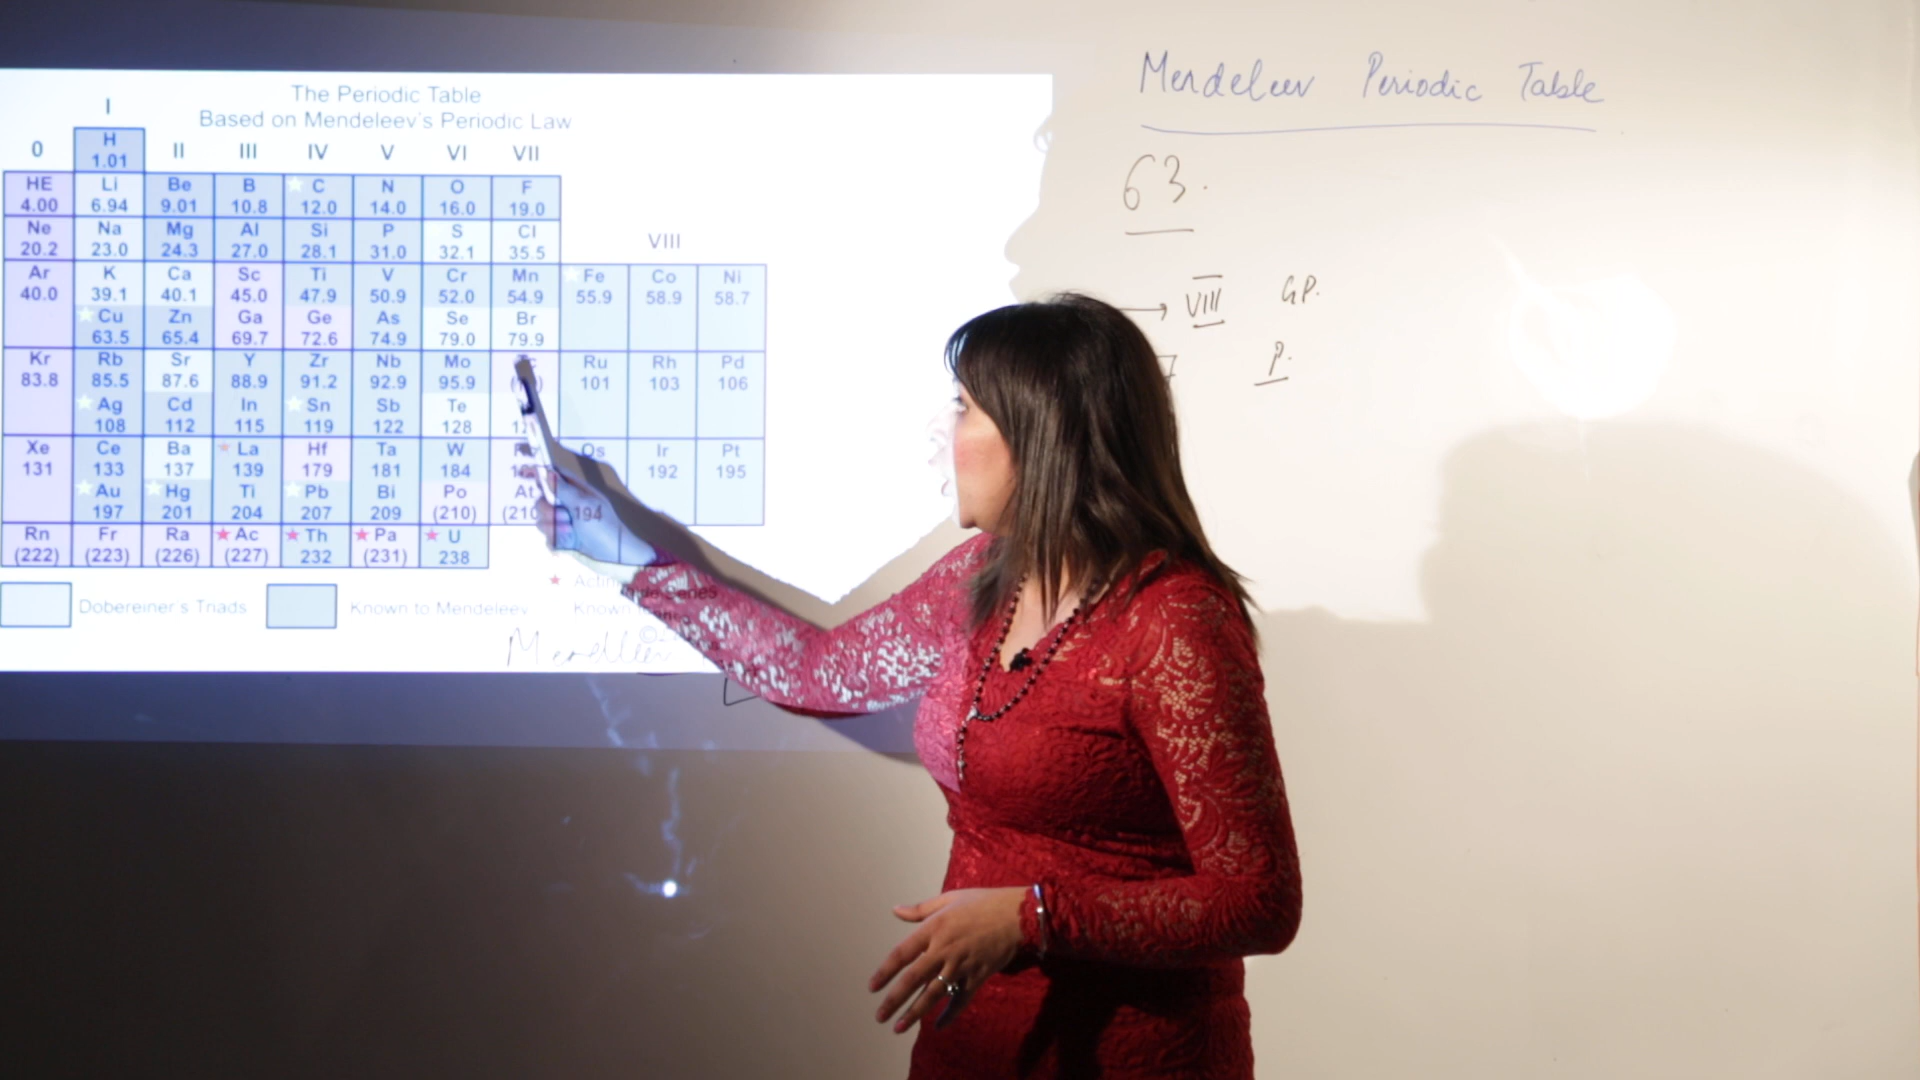 The Periodic Table
Based on Mendeleev's Periodic Law
I
0 II III IV V VI VII
H
1.01
HE Li Be B C N O F
4.00 6.94 9.01 10.8 12.0 14.0 16.0 19.0
Ne Na Mg Al Si P S Cl
20.2 23.0 24.3 27.0 28.1 31.0 32.1 35.5
VIII
Ar K Ca Sc Ti V Cr Mn Fe Co Ni
40.0 39.1 40.1 45.0 47.9 50.9 52.0 54.9 55.9 58.9 58.7
Cu Zn Ga Ge As Se Br
63.5 65.4 69.7 72.6 74.9 79.0 79.9
Kr Rb Sr Y Zr Nb Mo Ru Rh Pd
83.8 85.5 87.6 88.9 91.2 92.9 95.9 101 103 106
Ag Cd In Sn Sb Te
108 112 115 119 122 128
Xe Ce Ba La Hf Ta W Os Ir Pt
131 133 137 139 179 181 184 194 192 195
Au Hg Ti Pb Bi Po At
197 201 204 207 209 (210) (210
Rn Fr Ra Ac Th Pa U
(222) (223) (226) (227) 232 (231) 238
Dobereiner's Triads Known to Mendeleev
Known
Mendeleev Periodic Table
63.
→ VIII GP.
7 P.